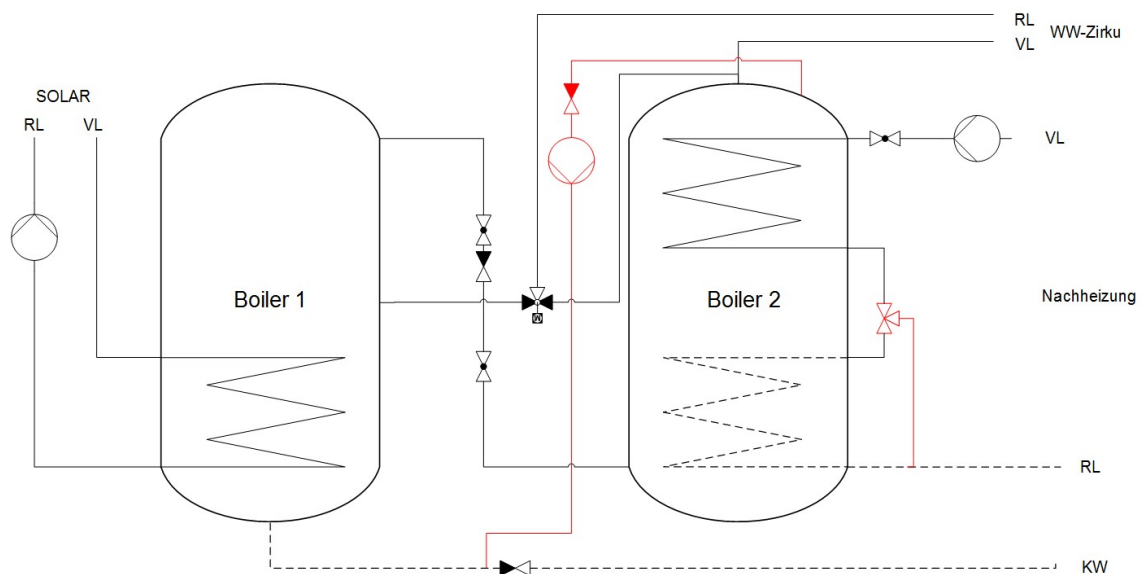 RL
WW-Zirku
VL
SOLAR
RL VL
VL
Boiler 1
Boiler 2
Nachheizung
M
RL
KW